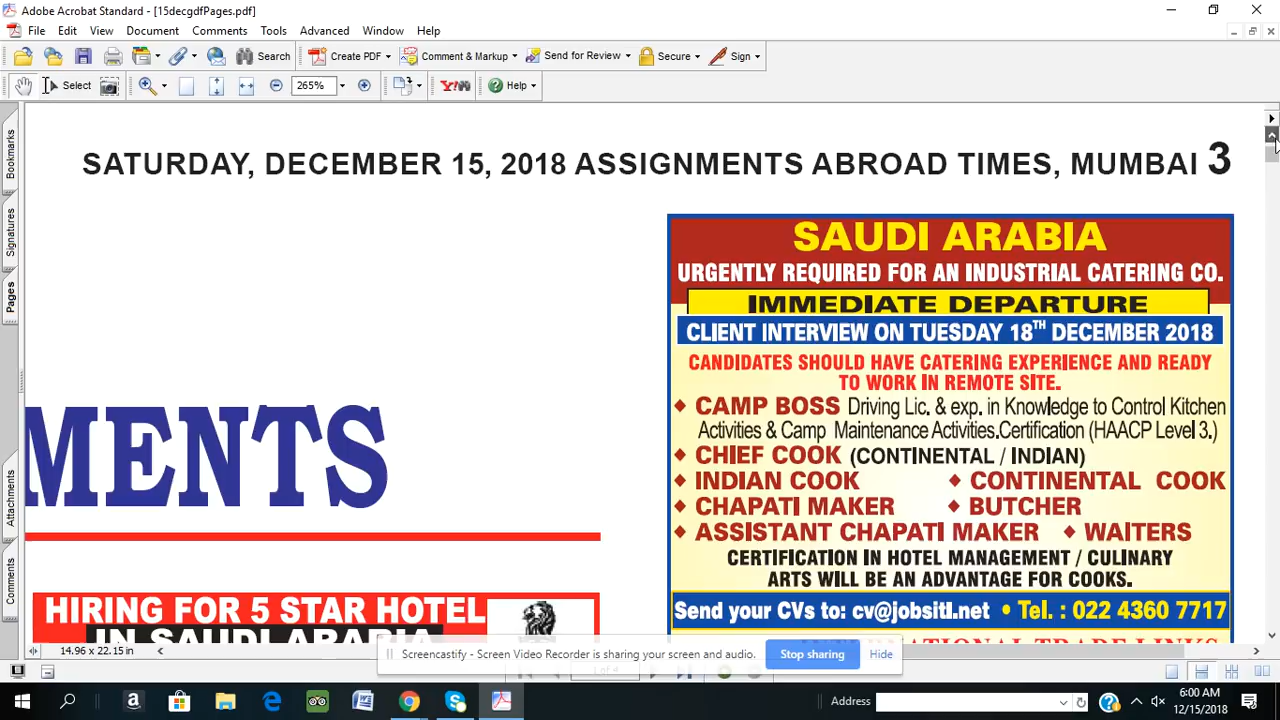 Adobe Acrobat Standard - [15decgdfPages.pdf]
File Edit View Document Comments Tools Advanced Window Help
Search Create PDF Comment & Markup Send for Review Secure Sign
Select 265% Y! Help
Bookmarks
Signatures
Pages
Attachments
Comments
SATURDAY, DECEMBER 15, 2018 ASSIGNMENTS ABROAD TIMES, MUMBAI 3
MENTS
HIRING FOR 5 STAR HOTEL
IN SAUDI ARABIA
SAUDI ARABIA
URGENTLY REQUIRED FOR AN INDUSTRIAL CATERING CO.
IMMEDIATE DEPARTURE
CLIENT INTERVIEW ON TUESDAY 18TH DECEMBER 2018
CANDIDATES SHOULD HAVE CATERING EXPERIENCE AND READY
TO WORK IN REMOTE SITE.
♦ CAMP BOSS Driving Lic. & exp. in Knowledge to Control Kitchen
Activities & Camp Maintenance Activities.Certification (HAACP Level 3.)
♦ CHIEF COOK (CONTINENTAL / INDIAN)
♦ INDIAN COOK ♦ CONTINENTAL COOK
♦ CHAPATI MAKER ♦ BUTCHER
♦ ASSISTANT CHAPATI MAKER ♦ WAITERS
CERTIFICATION IN HOTEL MANAGEMENT / CULINARY
ARTS WILL BE AN ADVANTAGE FOR COOKS.
Send your CVs to: cv@jobsitl.net • Tel. : 022 4360 7717
INTERNATIONAL TRADE LINKS
14.96 x 22.15 in
Screencastify - Screen Video Recorder is sharing your screen and audio. Stop sharing Hide
Address
6:00 AM
12/15/2018